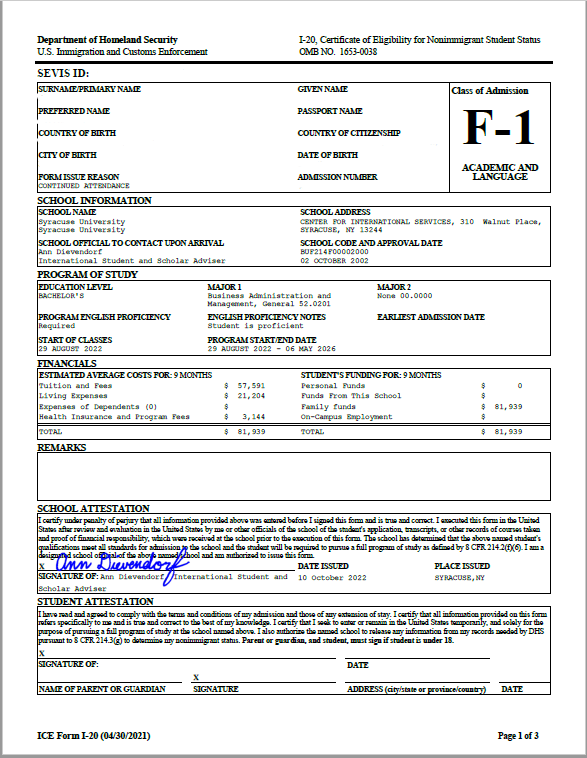 Department of Homeland Security
U.S. Immigration and Customs Enforcement
I-20, Certificate of Eligibility for Nonimmigrant Student Status
OMB NO. 1653-0038
SEVIS ID:
SURNAME/PRIMARY NAME
GIVEN NAME
Class of Admission
PREFERRED NAME
PASSPORT NAME
F-1
COUNTRY OF BIRTH
COUNTRY OF CITIZENSHIP
CITY OF BIRTH
DATE OF BIRTH
ACADEMIC AND
LANGUAGE
FORM ISSUE REASON
ADMISSION NUMBER
CONTINUED ATTENDANCE
SCHOOL INFORMATION
SCHOOL NAME
Syracuse University
Syracuse University
SCHOOL ADDRESS
CENTER FOR INTERNATIONAL SERVICES, 310 Walnut Place,
SYRACUSE, NY 13244
SCHOOL OFFICIAL TO CONTACT UPON ARRIVAL
Ann Dievendorf
International Student and Scholar Adviser
SCHOOL CODE AND APPROVAL DATE
BUF214F00002000
02 OCTOBER 2002
PROGRAM OF STUDY
EDUCATION LEVEL
BACHELOR'S
MAJOR 1
Business Administration and
Management, General 52.0201
MAJOR 2
None 00.0000
PROGRAM ENGLISH PROFICIENCY
Required
ENGLISH PROFICIENCY NOTES
Student is proficient
EARLIEST ADMISSION DATE
START OF CLASSES
29 AUGUST 2022
PROGRAM START/END DATE
29 AUGUST 2022 - 06 MAY 2026
FINANCIALS
ESTIMATED AVERAGE COSTS FOR: 9 MONTHS
Tuition and Fees $ 57,591
Living Expenses $ 21,204
Expenses of Dependents (0) $
Health Insurance and Program Fees $ 3,144
TOTAL $ 81,939
STUDENT'S FUNDING FOR: 9 MONTHS
Personal Funds $ 0
Funds From This School $
Family funds $ 81,939
On-Campus Employment $
TOTAL $ 81,939
REMARKS
SCHOOL ATTESTATION
I certify under penalty of perjury that all information provided above was entered before I signed this form and is true and correct. I executed this form in the United
States after review and evaluation in the United States by me or other officials of the school of the student's application, transcripts, or other records of courses taken
and proof of financial responsibility, which were received at the school prior to the execution of this form. The school has determined that the above named student's
qualifications meet all standards for admission to the school and the student will be required to pursue a full program of study as defined by 8 CFR 214.2(f)(6). I am a
designated school official of the above named school and am authorized to issue this form.
X Ann Dievendorf
DATE ISSUED
PLACE ISSUED
SIGNATURE OF: Ann Dievendorf, International Student and
Scholar Adviser
10 October 2022
SYRACUSE,NY
STUDENT ATTESTATION
I have read and agreed to comply with the terms and conditions of my admission and those of any extension of stay. I certify that all information provided on this form
refers specifically to me and is true and correct to the best of my knowledge. I certify that I seek to enter or remain in the United States temporarily, and solely for the
purpose of pursuing a full program of study at the school named above. I also authorize the named school to release any information from my records needed by DHS
pursuant to 8 CFR 214.3(g) to determine my nonimmigrant status. Parent or guardian, and student, must sign if student is under 18.
X
SIGNATURE OF:
DATE
X
NAME OF PARENT OR GUARDIAN
SIGNATURE
ADDRESS (city/state or province/country)
DATE
ICE Form I-20 (04/30/2021)
Page 1 of 3